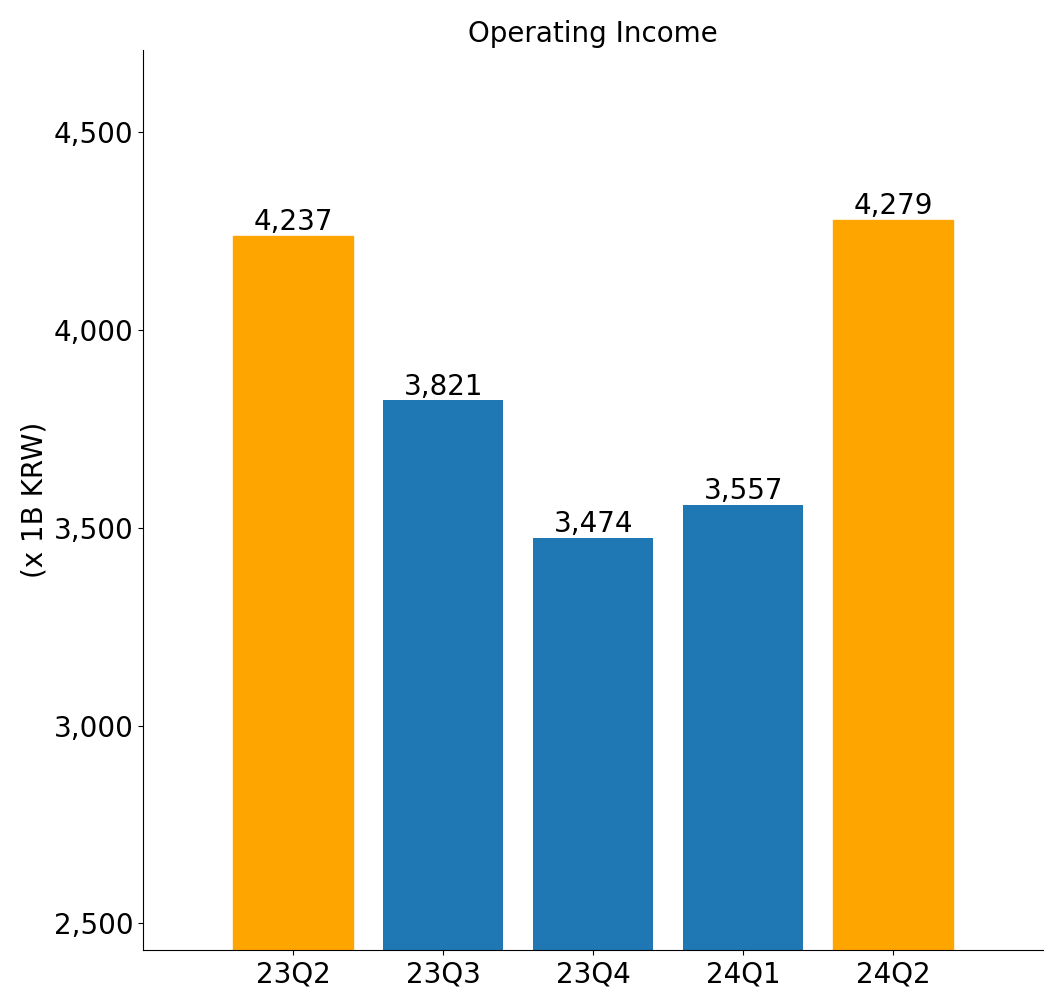 Operating Income
4,500
4,000
3,500
3,000
2,500
(x 1B KRW)
4,237
3,821
3,474
3,557
4,279
23Q2
23Q3
23Q4
24Q1
24Q2